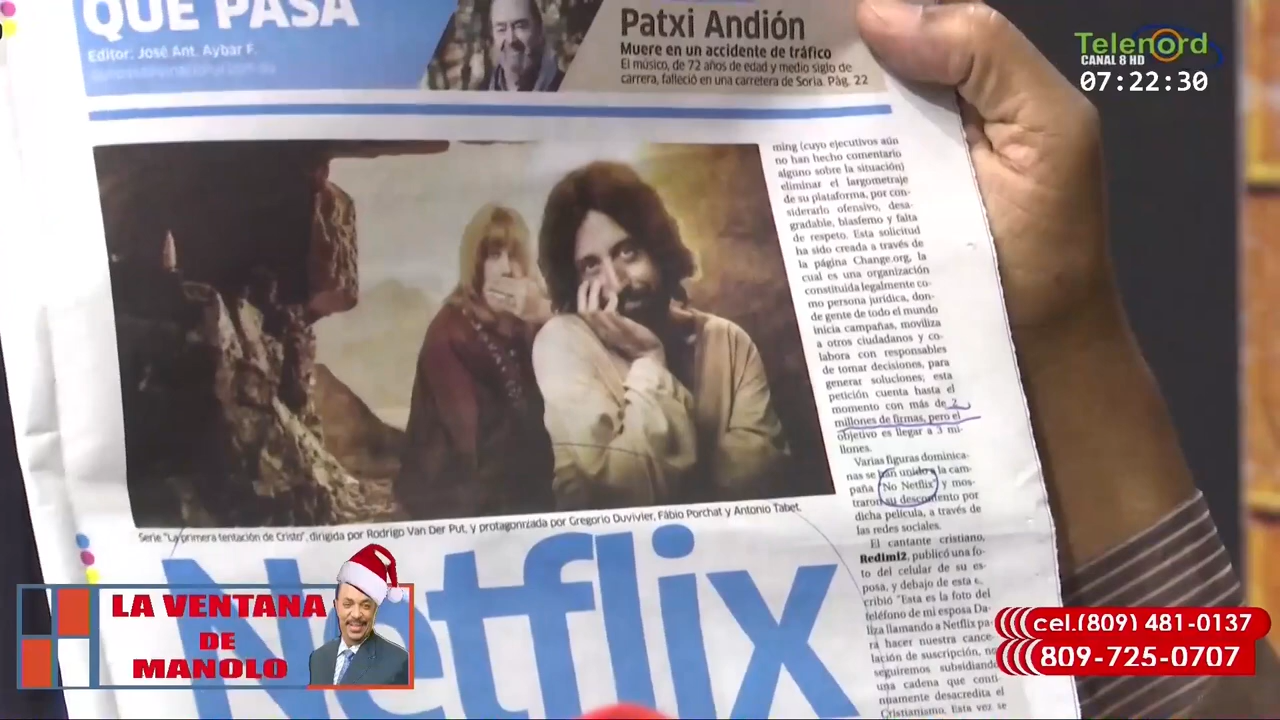 QUÉ PASA
Editor: José Ant. Aybar F.
Patxi Andión
Muere en un accidente de tráfico
El músico, de 72 años de edad y medio siglo de
carrera, falleció en una carretera de Soria. Pág. 22
Telenord
CANAL 8 HD
07:22:30
ming (cuyo ejecutivos aún
no han hecho comentario
alguno sobre la situación)
eliminar el largometraje
de su plataforma, por con-
siderarlo ofensivo, desa-
gradable, blasfemo y falta
de respeto. Esta solicitud
ha sido creada a través de
la página Change.org, la
cual es una organización
constituida legalmente co-
mo persona jurídica, don-
de gente de todo el mundo
inicia campañas, moviliza
a otros ciudadanos y co-
labora con responsables
de tomar decisiones, para
generar soluciones; esta
petición cuenta hasta el
momento con más de 2
millones de firmas, pero el
objetivo es llegar a 3 mi-
llones.
Varias figuras dominica-
nas se han unido a la cam-
paña "No Netflix" y mos-
traron su descontento por
dicha película, a través de
las redes sociales.
El cantante cristiano,
Redimi2, publicó una fo-
to del celular de su es-
posa, y debajo de esta e
cribió "Esta es la foto del
teléfono de mi esposa Da-
liza llamando a Netflix pa-
ra hacer nuestra cance-
lación de suscripción, no
seguiremos subsidiando
una cadena que conti-
nuamente desacredita el
Cristianismo. Esta vez se
Serie "La primera tentación de Cristo", dirigida por Rodrigo Van Der Put, y protagonizada por Gregorio Duvivier, Fábio Porchat y Antonio Tabet.
Netflix
LA VENTANA
DE
MANOLO
cel.(809) 481-0137
809-725-0707